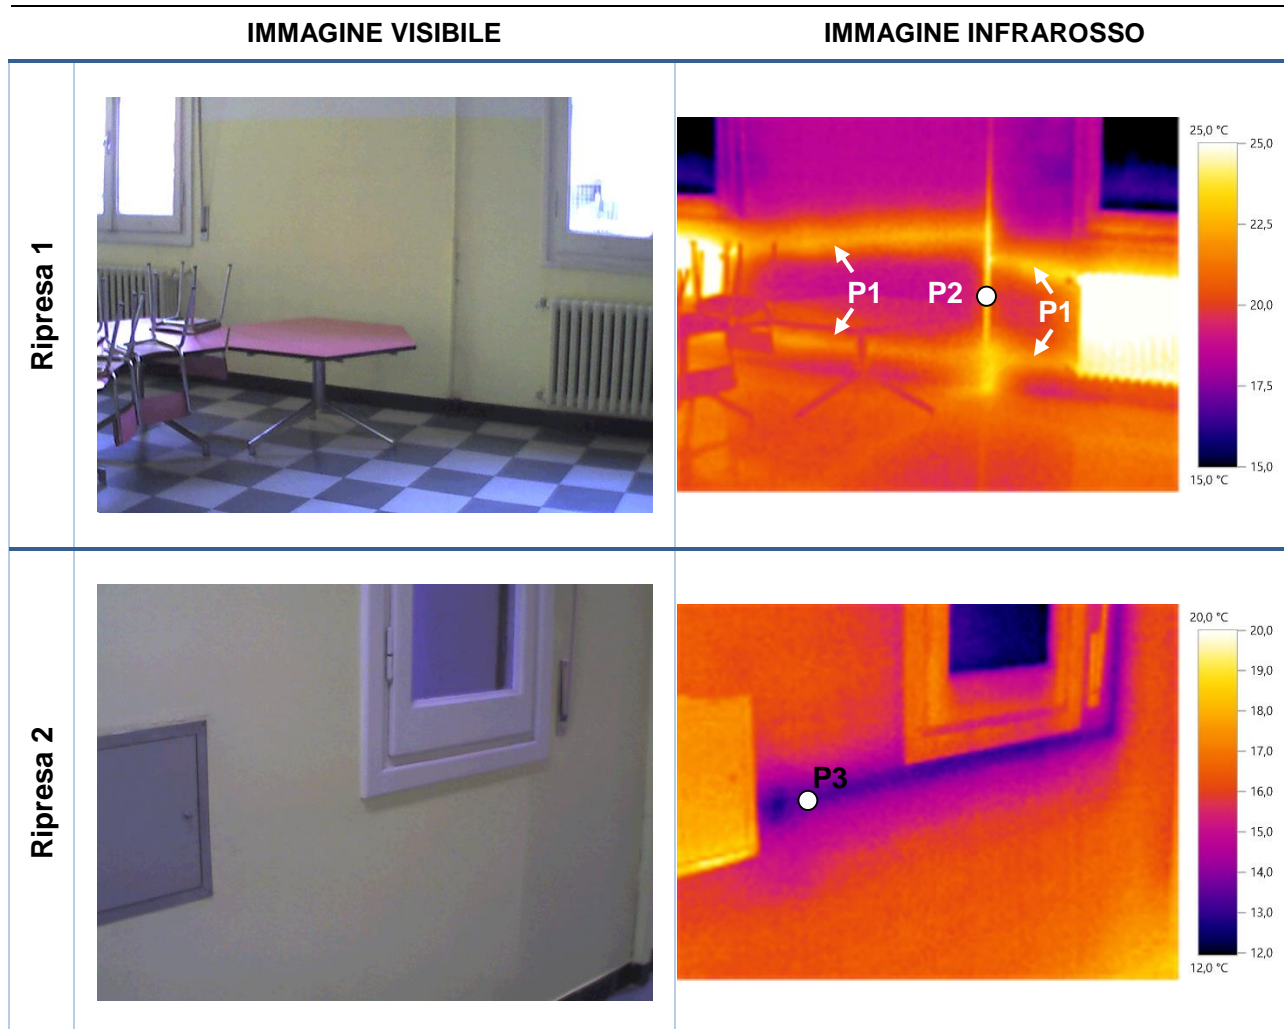 IMMAGINE VISIBILE
IMMAGINE INFRAROSSO
Ripresa 1
P1
P2
P1
25,0 °C
25,0
22,5
20,0
17,5
15,0
15,0 °C
Ripresa 2
P3
20,0 °C
20,0
19,0
18,0
17,0
16,0
15,0
14,0
13,0
12,0
12,0 °C